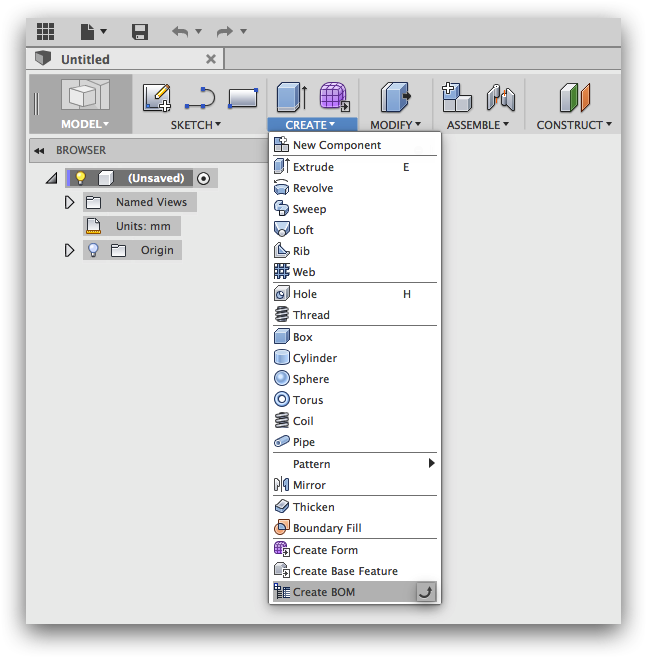 Untitled
MODEL
SKETCH
CREATE
MODIFY
ASSEMBLE
CONSTRUCT
BROWSER
(Unsaved)
Named Views
Units: mm
Origin
New Component
Extrude E
Revolve
Sweep
Loft
Rib
Web
Hole H
Thread
Box
Cylinder
Sphere
Torus
Coil
Pipe
Pattern
Mirror
Thicken
Boundary Fill
Create Form
Create Base Feature
Create BOM